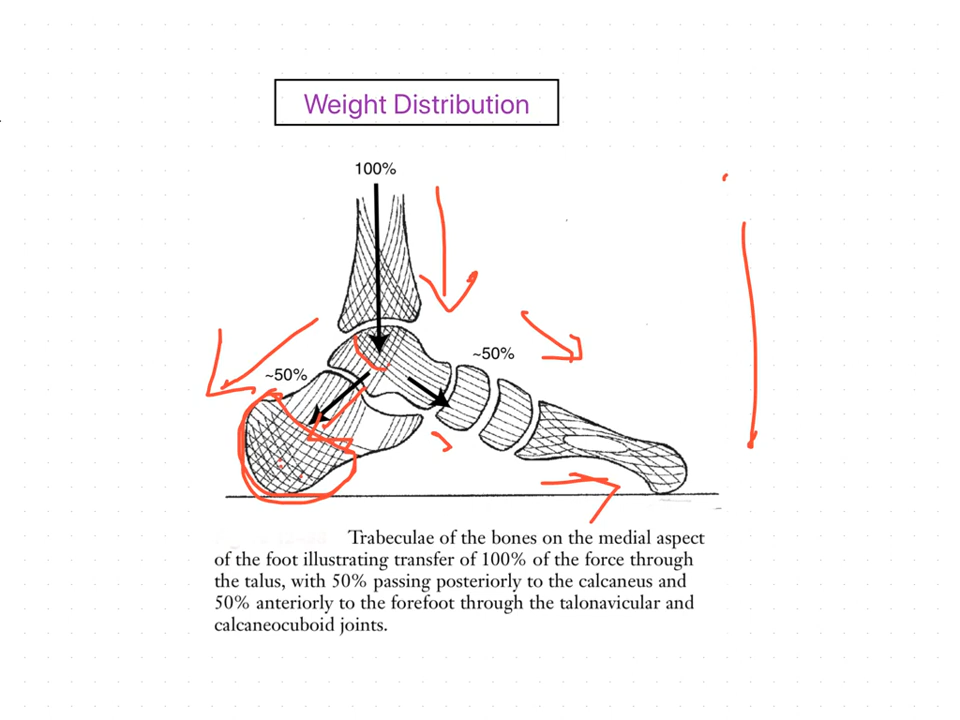 Weight Distribution
100%
~50%
~50%
Trabeculae of the bones on the medial aspect
of the foot illustrating transfer of 100% of the force through
the talus, with 50% passing posteriorly to the calcaneus and
50% anteriorly to the forefoot through the talonavicular and
calcaneocuboid joints.